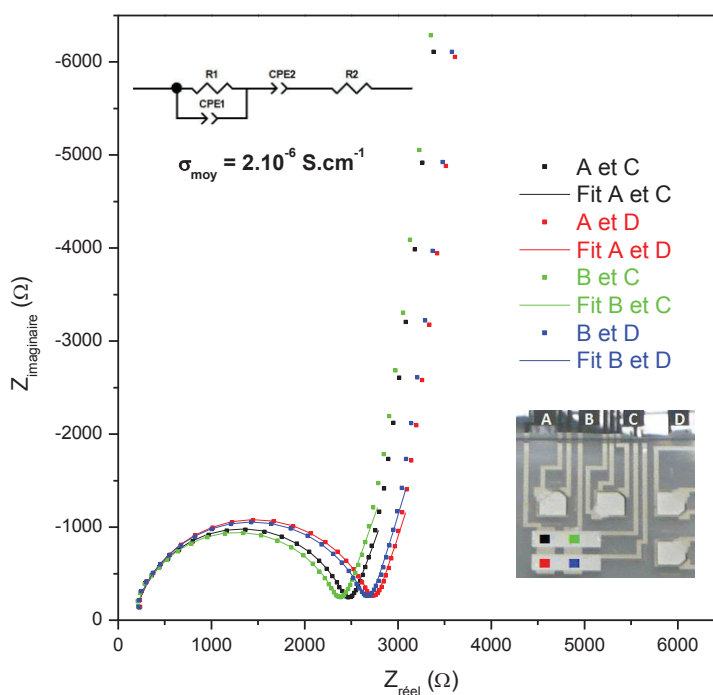 -6000
-5000
-4000
-3000
-2000
-1000
0
0 1000 2000 3000 4000 5000 6000
Z_imaginaire (Ω)
Z_réel (Ω)
R1
CPE1
CPE2
R2
σ_moy = 2.10⁻⁶ S.cm⁻¹
A et C
Fit A et C
A et D
Fit A et D
B et C
Fit B et C
B et D
Fit B et D
A B C D